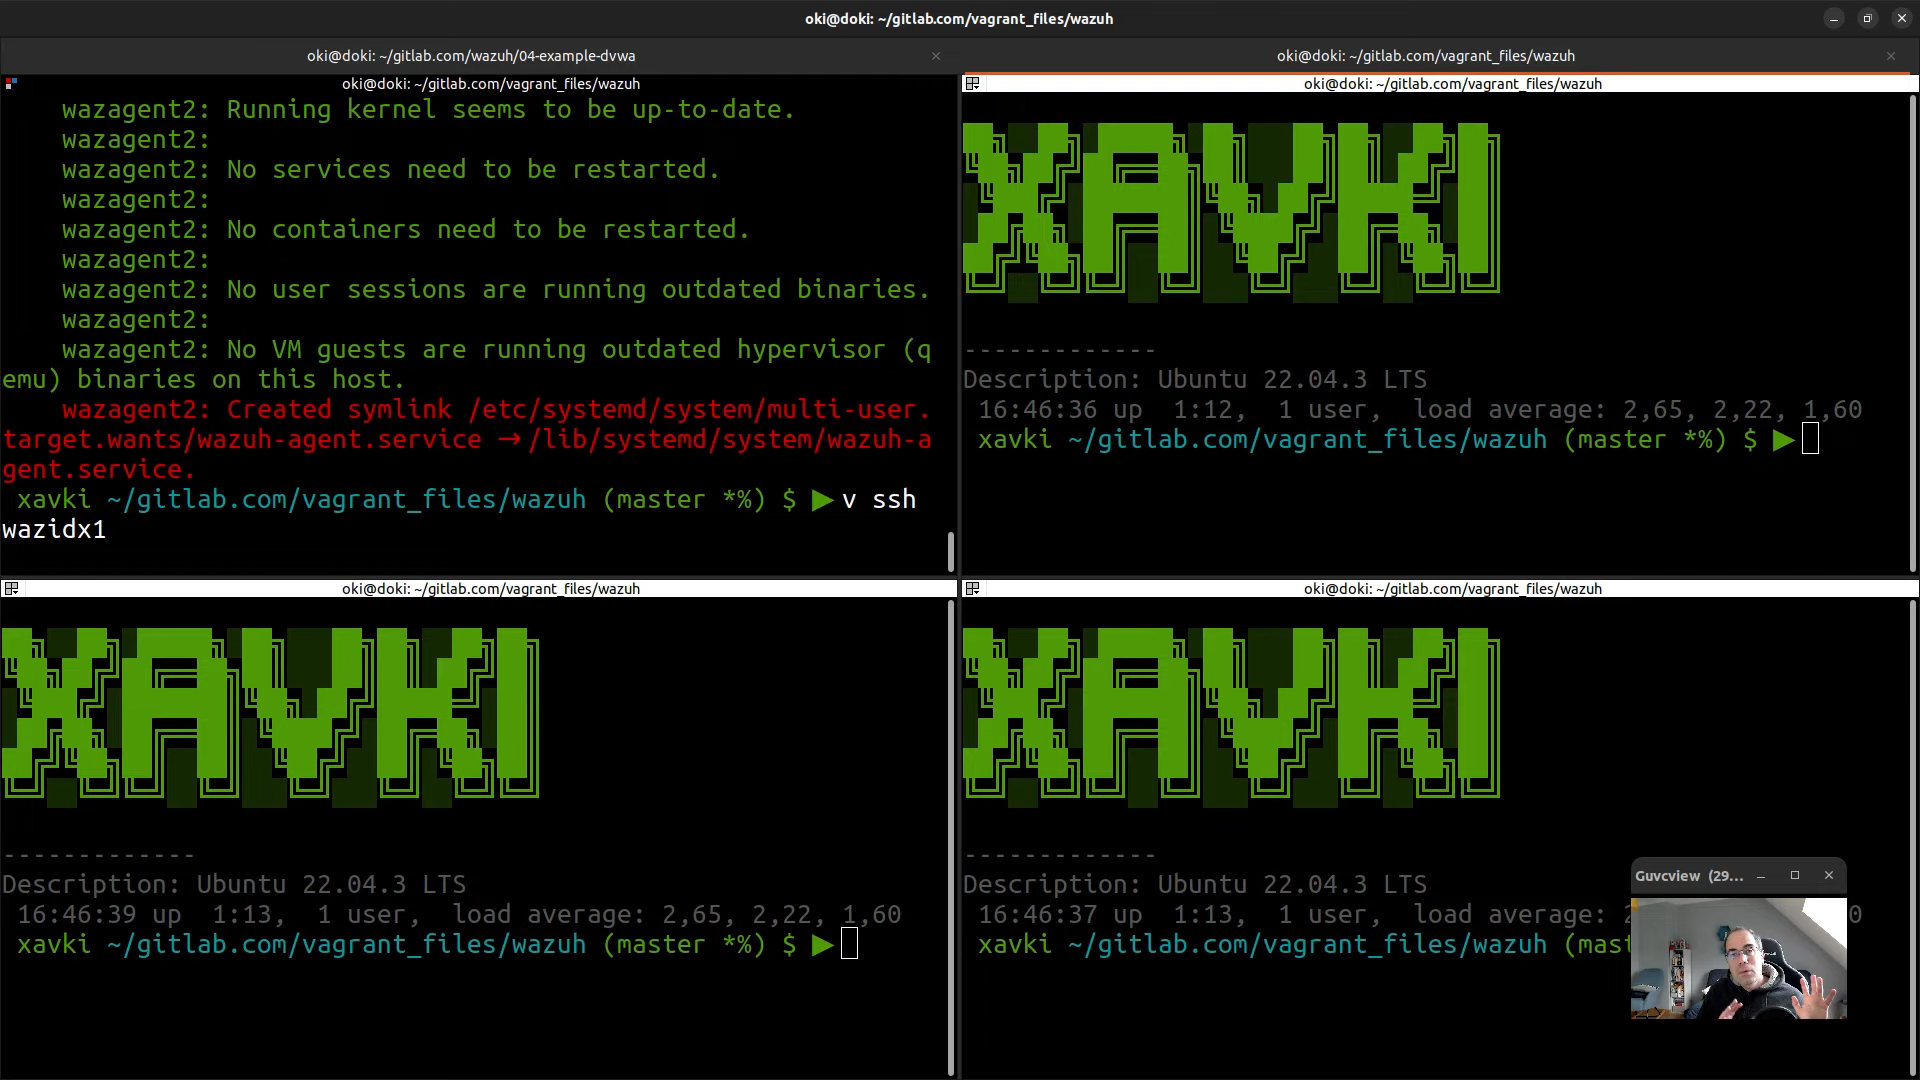 oki@doki: ~/gitlab.com/vagrant_files/wazuh
oki@doki: ~/gitlab.com/wazuh/04-example-dvwa
oki@doki: ~/gitlab.com/vagrant_files/wazuh
oki@doki: ~/gitlab.com/vagrant_files/wazuh
wazagent2: Running kernel seems to be up-to-date.
wazagent2:
wazagent2: No services need to be restarted.
wazagent2:
wazagent2: No containers need to be restarted.
wazagent2:
wazagent2: No user sessions are running outdated binaries.
wazagent2:
wazagent2: No VM guests are running outdated hypervisor (q
emu) binaries on this host.
wazagent2: Created symlink /etc/systemd/system/multi-user.
target.wants/wazuh-agent.service → /lib/systemd/system/wazuh-a
gent.service.
xavki ~/gitlab.com/vagrant_files/wazuh (master *%) $ ▶ v ssh
wazidx1
oki@doki: ~/gitlab.com/vagrant_files/wazuh
XAVKI
-------------
Description: Ubuntu 22.04.3 LTS
16:46:36 up  1:12,  1 user,  load average: 2,65, 2,22, 1,60
xavki ~/gitlab.com/vagrant_files/wazuh (master *%) $ ▶
oki@doki: ~/gitlab.com/vagrant_files/wazuh
XAVKI
-------------
Description: Ubuntu 22.04.3 LTS
16:46:39 up  1:13,  1 user,  load average: 2,65, 2,22, 1,60
xavki ~/gitlab.com/vagrant_files/wazuh (master *%) $ ▶
oki@doki: ~/gitlab.com/vagrant_files/wazuh
XAVKI
-------------
Description: Ubuntu 22.04.3 LTS
16:46:37 up  1:13,  1 user,  load average: 2
0
xavki ~/gitlab.com/vagrant_files/wazuh (mast
Guvcview (29...